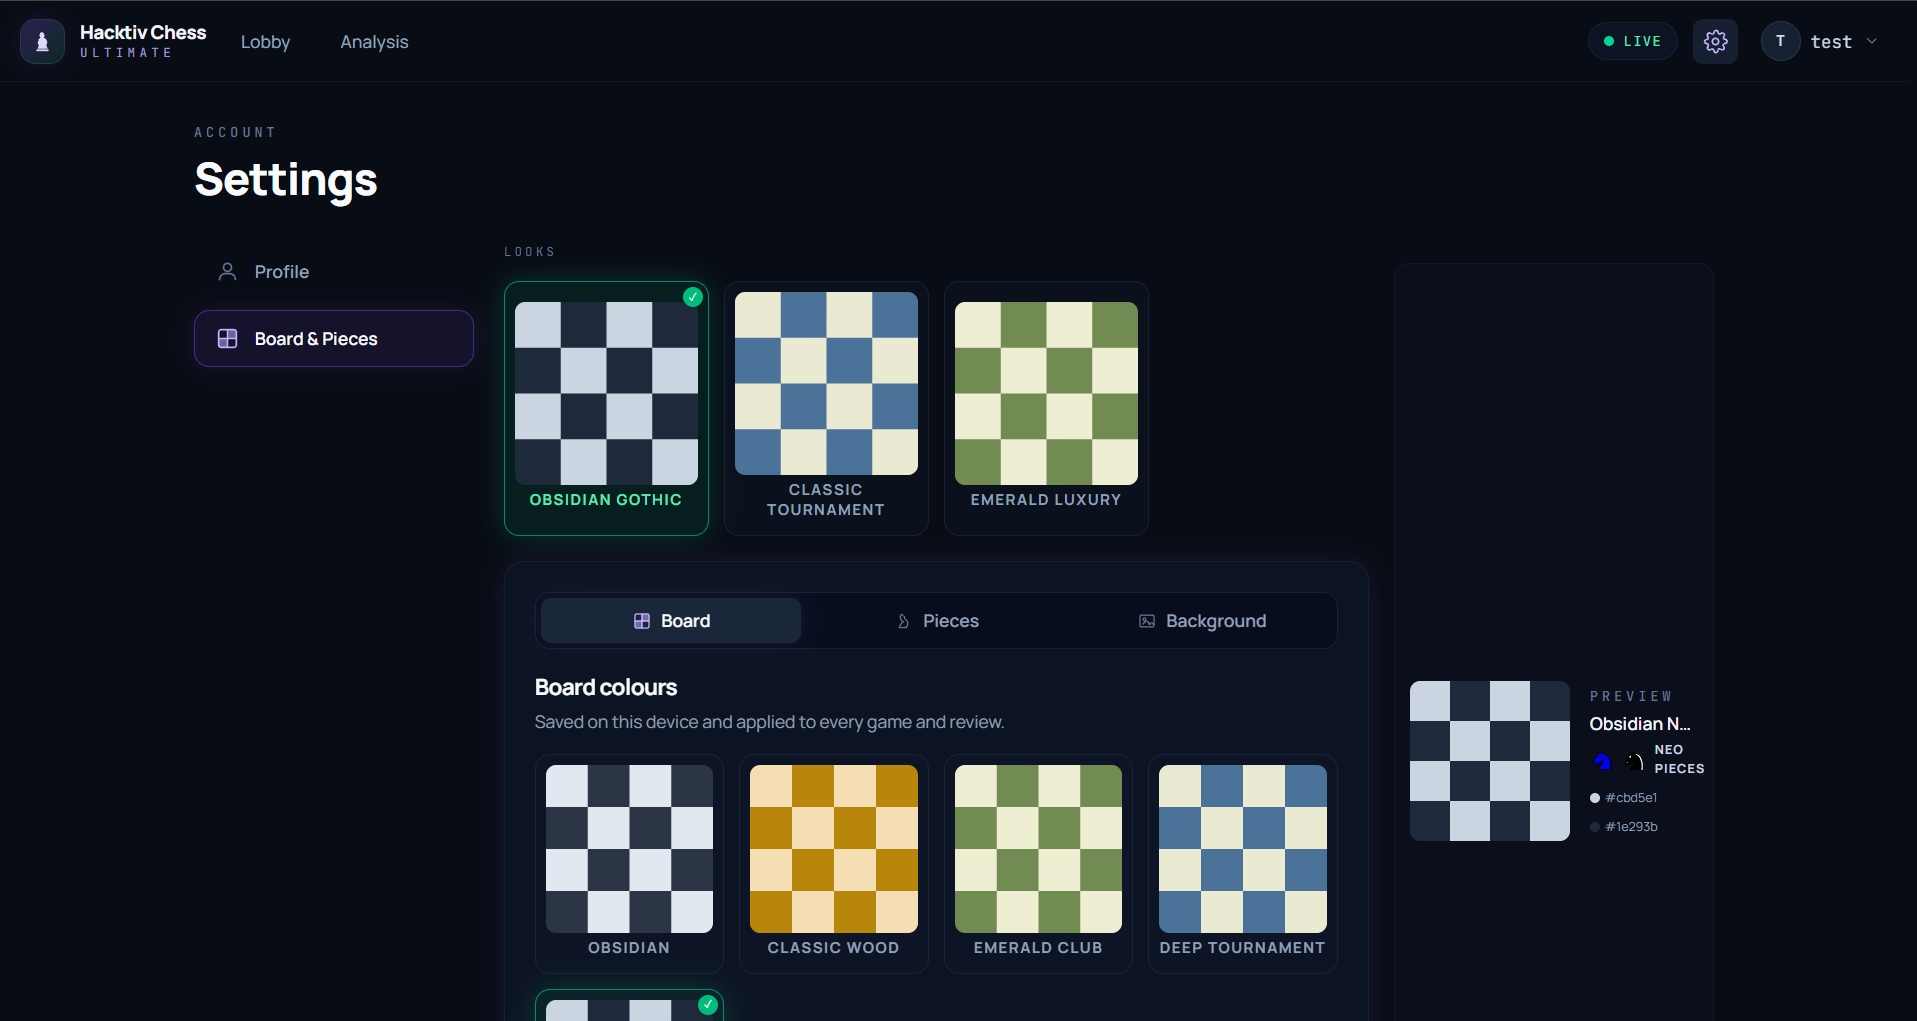 Hacktiv Chess
ULTIMATE
Lobby
Analysis
LIVE
T
test
ACCOUNT
Settings
Profile
Board & Pieces
LOOKS
OBSIDIAN GOTHIC
CLASSIC
TOURNAMENT
EMERALD LUXURY
Board
Pieces
Background
Board colours
Saved on this device and applied to every game and review.
OBSIDIAN
CLASSIC WOOD
EMERALD CLUB
DEEP TOURNAMENT
PREVIEW
Obsidian N...
NEO
PIECES
#cbd5e1
#1e293b